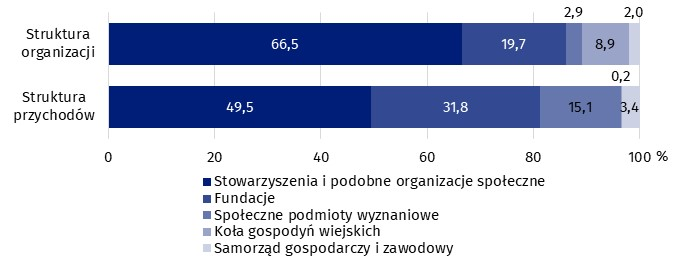 2,9 2,0
Struktura
organizacji
66,5 19,7 8,9
0,2
Struktura
przychodów
49,5 31,8 15,1 3,4
0 20 40 60 80 100 %
Stowarzyszenia i podobne organizacje społeczne
Fundacje
Społeczne podmioty wyznaniowe
Koła gospodyń wiejskich
Samorząd gospodarczy i zawodowy